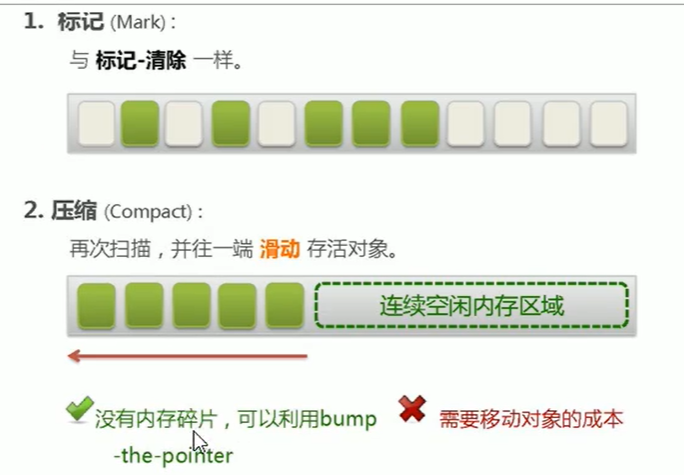 1. 标记 (Mark) :
与 标记-清除 一样。
2. 压缩 (Compact) :
再次扫描，并往一端 滑动 存活对象。
连续空闲内存区域
没有内存碎片，可以利用bump
-the-pointer
需要移动对象的成本